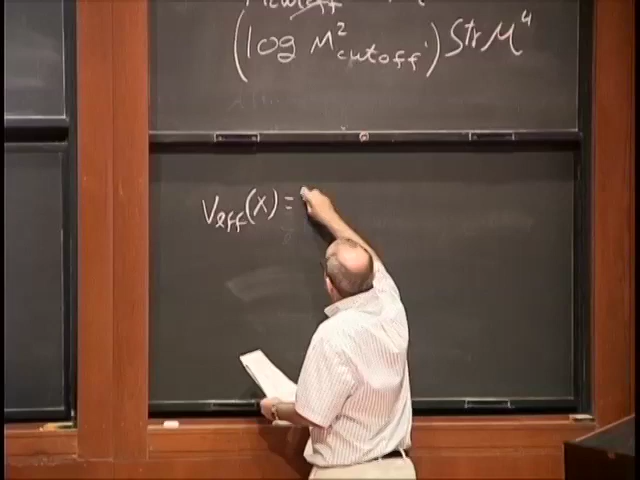 (log M²cutoff) Str M⁴
Veff(X) =